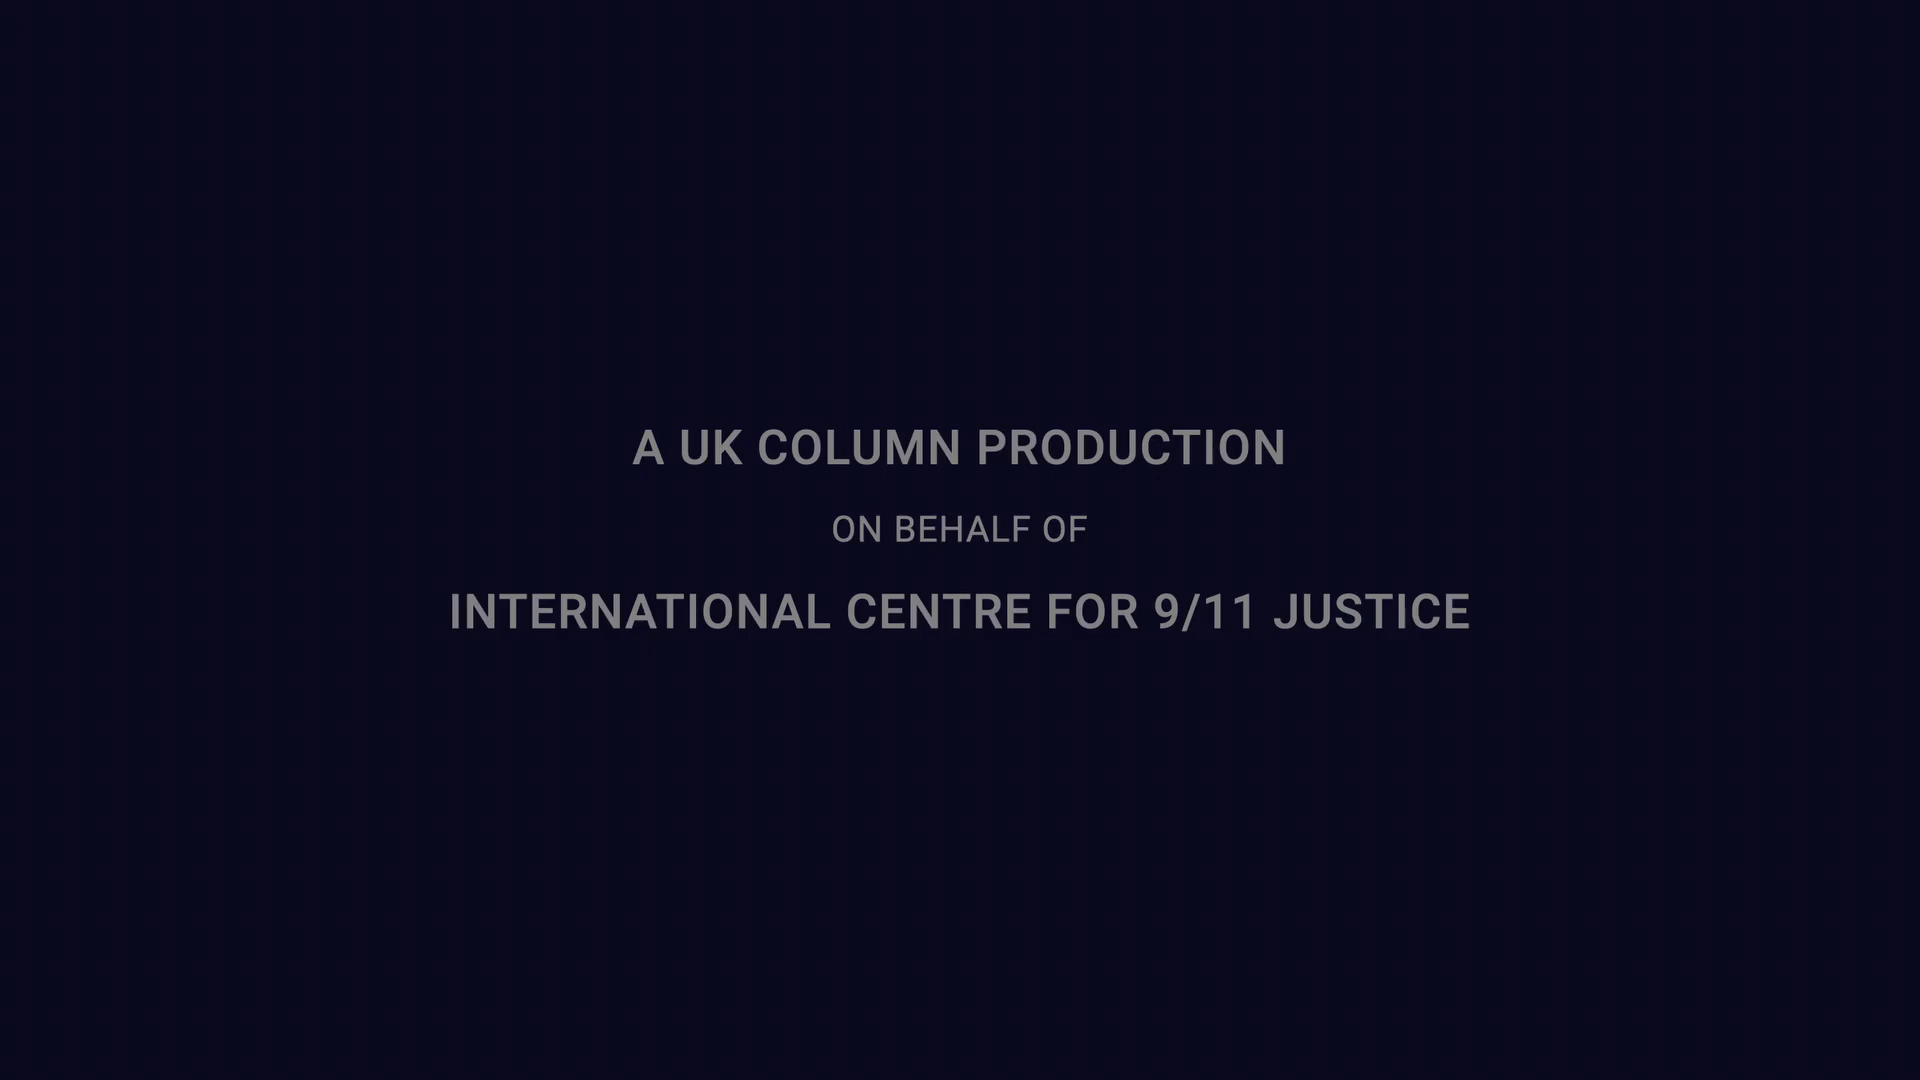 A UK COLUMN PRODUCTION
ON BEHALF OF
INTERNATIONAL CENTRE FOR 9/11 JUSTICE